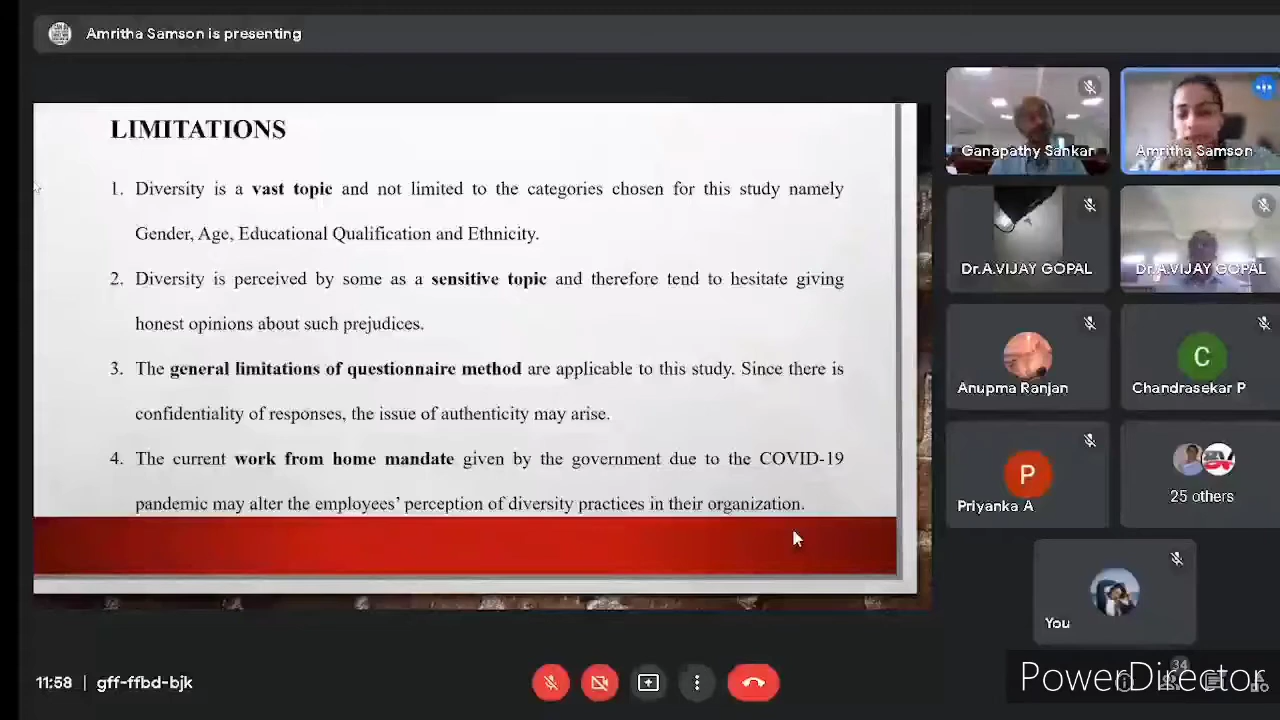 Amritha Samson is presenting
LIMITATIONS
1. Diversity is a vast topic and not limited to the categories chosen for this study namely
Gender, Age, Educational Qualification and Ethnicity.
2. Diversity is perceived by some as a sensitive topic and therefore tend to hesitate giving
honest opinions about such prejudices.
3. The general limitations of questionnaire method are applicable to this study. Since there is
confidentiality of responses, the issue of authenticity may arise.
4. The current work from home mandate given by the government due to the COVID-19
pandemic may alter the employees' perception of diversity practices in their organization.
Ganapathy Sankar
Amritha Samson
Dr.A.VIJAY GOPAL
Dr.A.VIJAY GOPAL
Anupma Ranjan
C
Chandrasekar P
P
Priyanka A
25 others
You
11:58 | gff-ffbd-bjk
34
PowerDirector